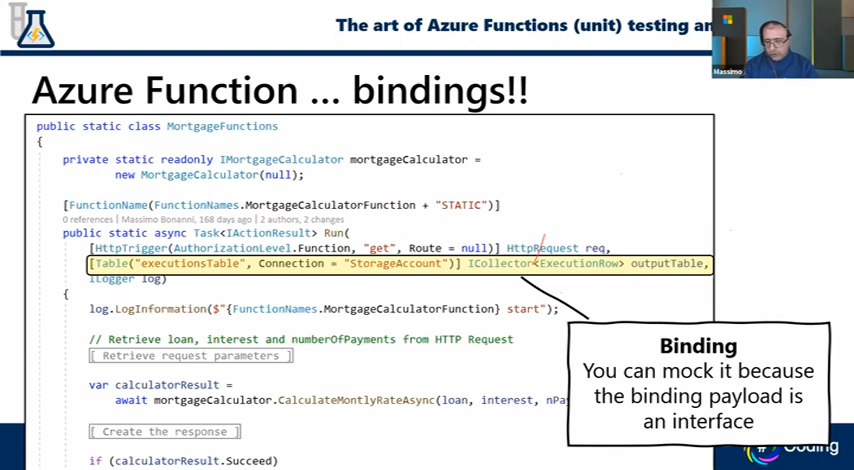 The art of Azure Functions (unit) testing an
Massimo
Azure Function ... bindings!!
public static class MortgageFunctions
{
private static readonly IMortgageCalculator mortgageCalculator =
new MortgageCalculator(null);
[FunctionName(FunctionNames.MortgageCalculatorFunction + "STATIC")]
0 references | Massimo Bonanni, 168 days ago | 2 authors, 2 changes
public static async Task<IActionResult> Run(
[HttpTrigger(AuthorizationLevel.Function, "get", Route = null)] HttpRequest req,
[Table("executionsTable", Connection = "StorageAccount")] ICollector<ExecutionRow> outputTable,
ILogger log)
{
log.LogInformation($"{FunctionNames.MortgageCalculatorFunction} start");
// Retrieve loan, interest and numberOfPayments from HTTP Request
[ Retrieve request parameters ]
var calculatorResult =
await mortgageCalculator.CalculateMontlyRateAsync(loan, interest, nPa
[ Create the response ]
if (calculatorResult.Succeed)
Binding
You can mock it because
the binding payload is
an interface
Coding